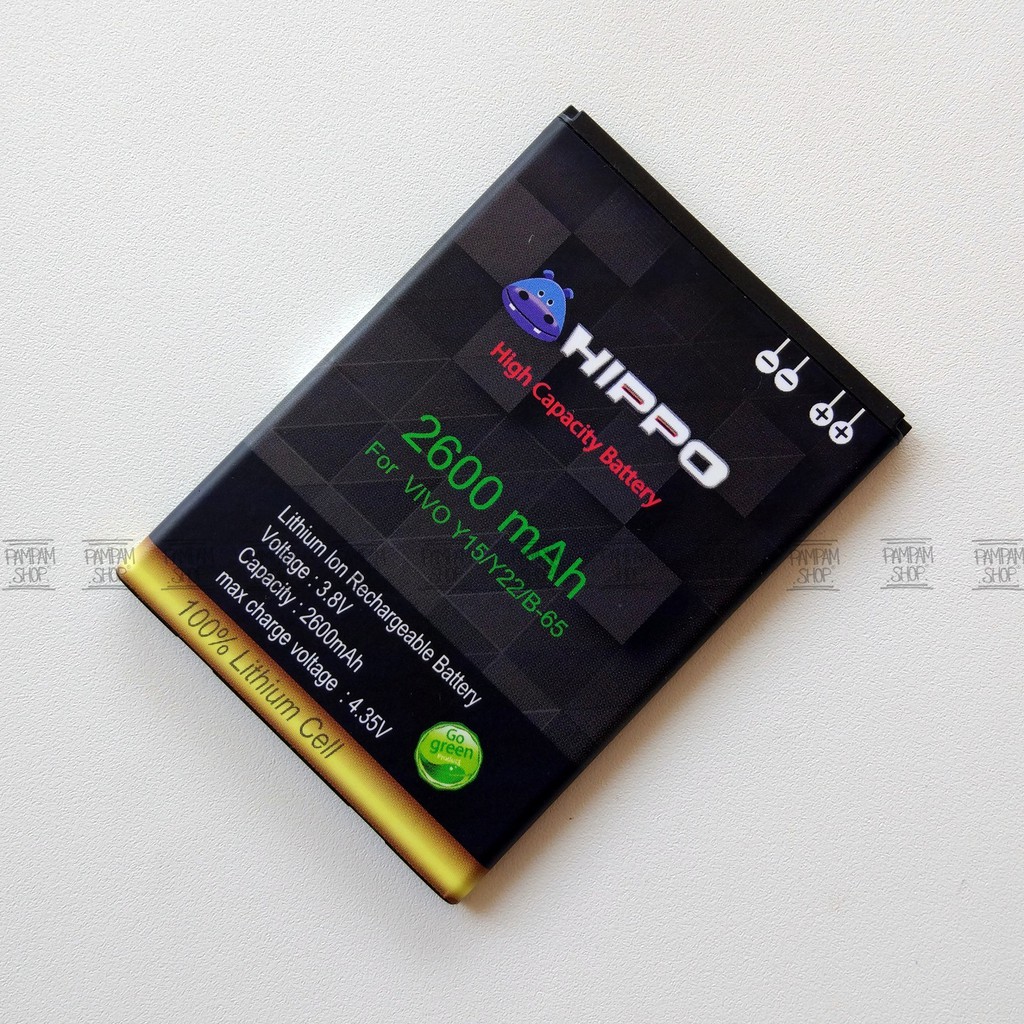 HIPPO
High Capacity Battery
2600 mAh
For VIVO Y15/Y22/B-65
Lithium Ion Rechargeable Battery
Voltage : 3.8V
Capacity : 2600mAh
max charge voltage : 4.35V
Go
green
100% Lithium Cell
PAMPAM
SHOP
PAMPAM
SHOP
PAMPAM
SHOP
PAMPAM
SHOP
PAMPAM
SHOP